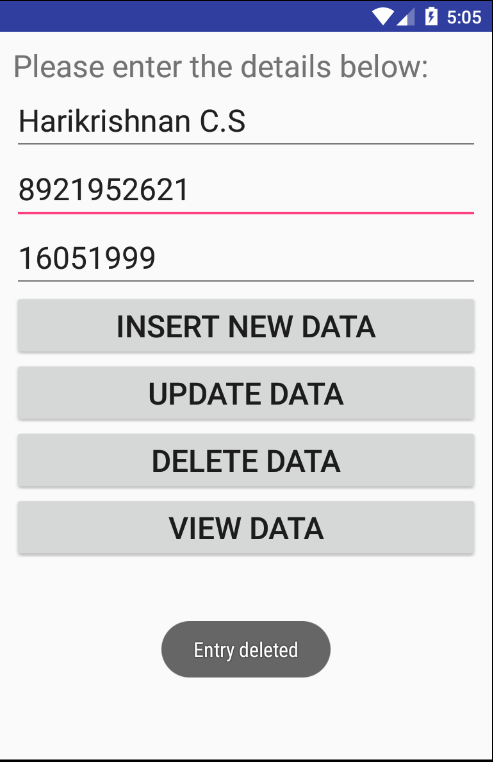 5:05
Please enter the details below:
Harikrishnan C.S
8921952621
16051999
INSERT NEW DATA
UPDATE DATA
DELETE DATA
VIEW DATA
Entry deleted